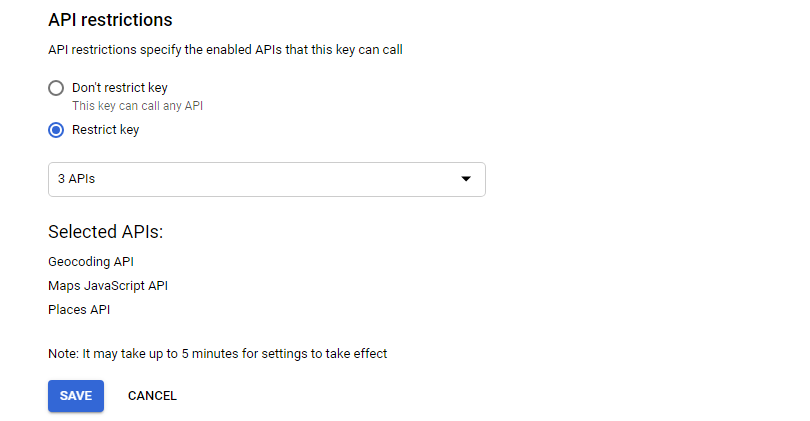 API restrictions
API restrictions specify the enabled APIs that this key can call
Don't restrict key
This key can call any API
Restrict key
3 APIs
Selected APIs:
Geocoding API
Maps JavaScript API
Places API
Note: It may take up to 5 minutes for settings to take effect
SAVE CANCEL